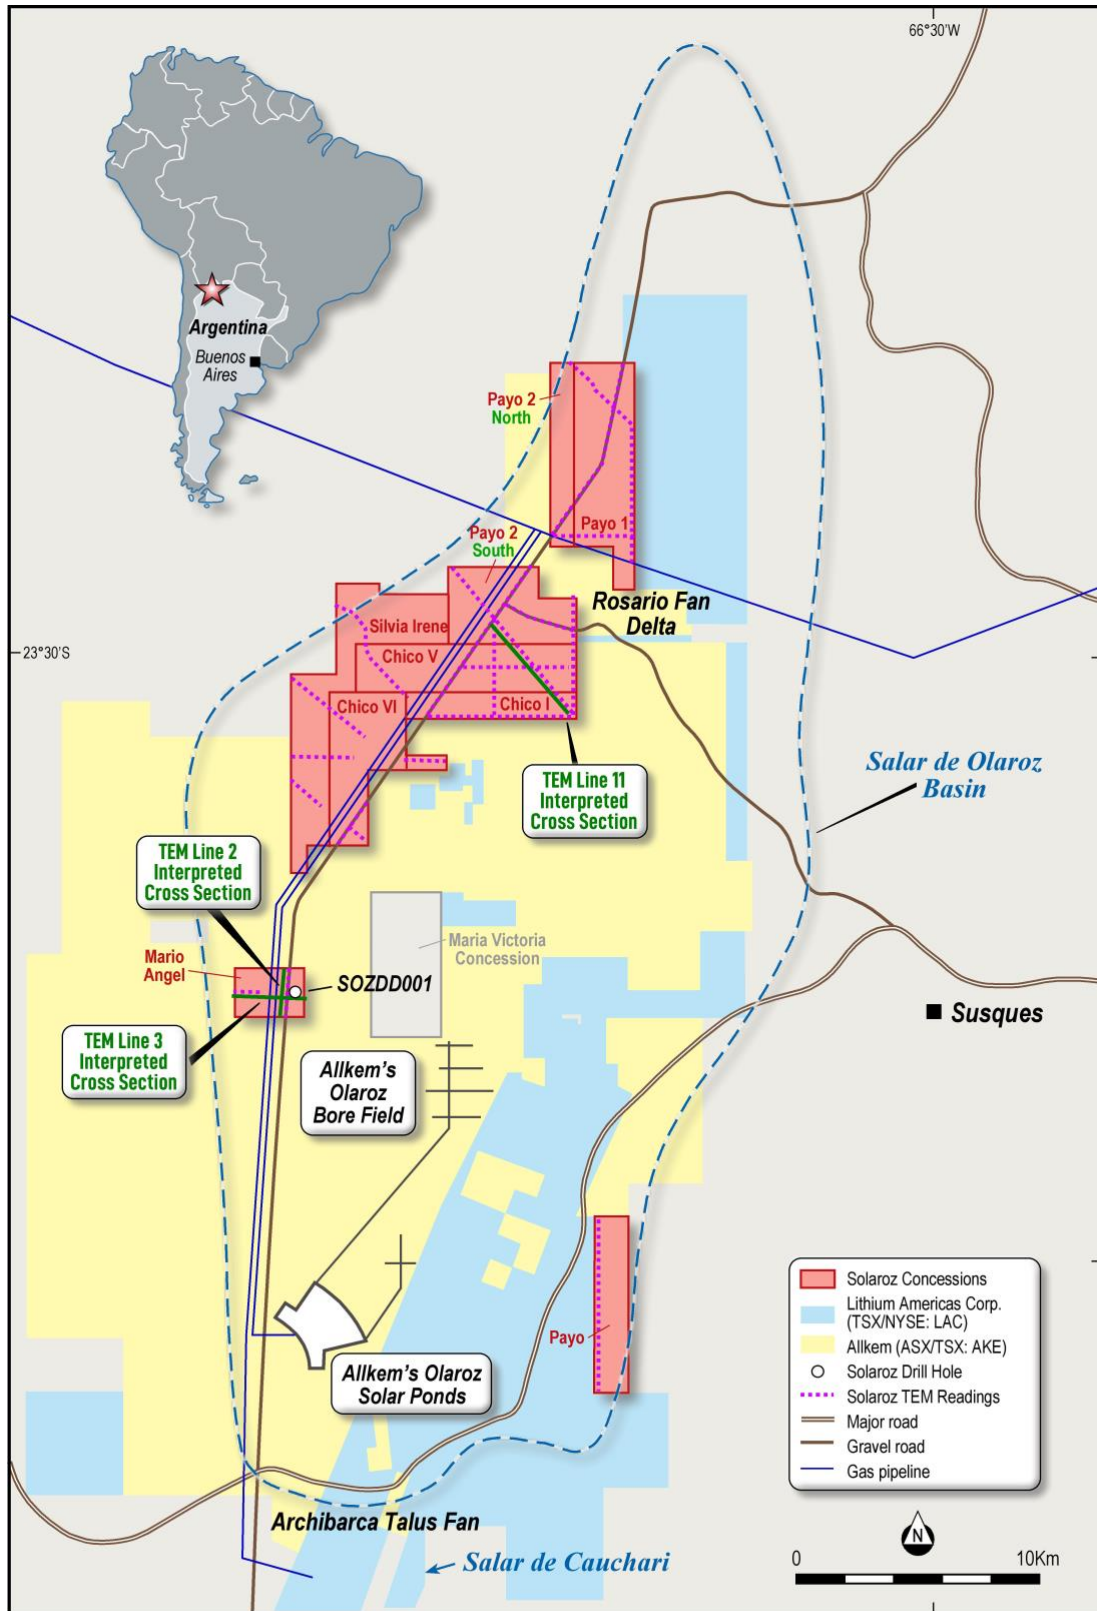 66°30'W
Argentina
Buenos
Aires
Payo 2
North
Payo 1
Payo 2
South
Rosario Fan
Delta
Silvia Irene
23°30'S
Chico V
Chico VI
Chico I
TEM Line 11
Interpreted
Cross Section
Salar de Olaroz
Basin
TEM Line 2
Interpreted
Cross Section
Maria Victoria
Concession
Mario
Angel
SOZDD001
Susques
TEM Line 3
Interpreted
Cross Section
Allkem's
Olaroz
Bore Field
Payo
Allkem's Olaroz
Solar Ponds
Solaroz Concessions
Lithium Americas Corp.
(TSX/NYSE: LAC)
Allkem (ASX/TSX: AKE)
Solaroz Drill Hole
Solaroz TEM Readings
Major road
Gravel road
Gas pipeline
Archibarca Talus Fan
Salar de Cauchari
N
0 10Km